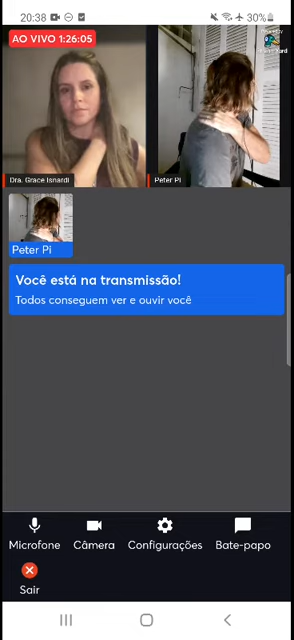 20:38
30%
AO VIVO 1:26:05
Dra. Grace Isnardi
Peter Pi
Peter Pi
Você está na transmissão!
Todos conseguem ver e ouvir você
Microfone
Câmera
Configurações
Bate-papo
Sair